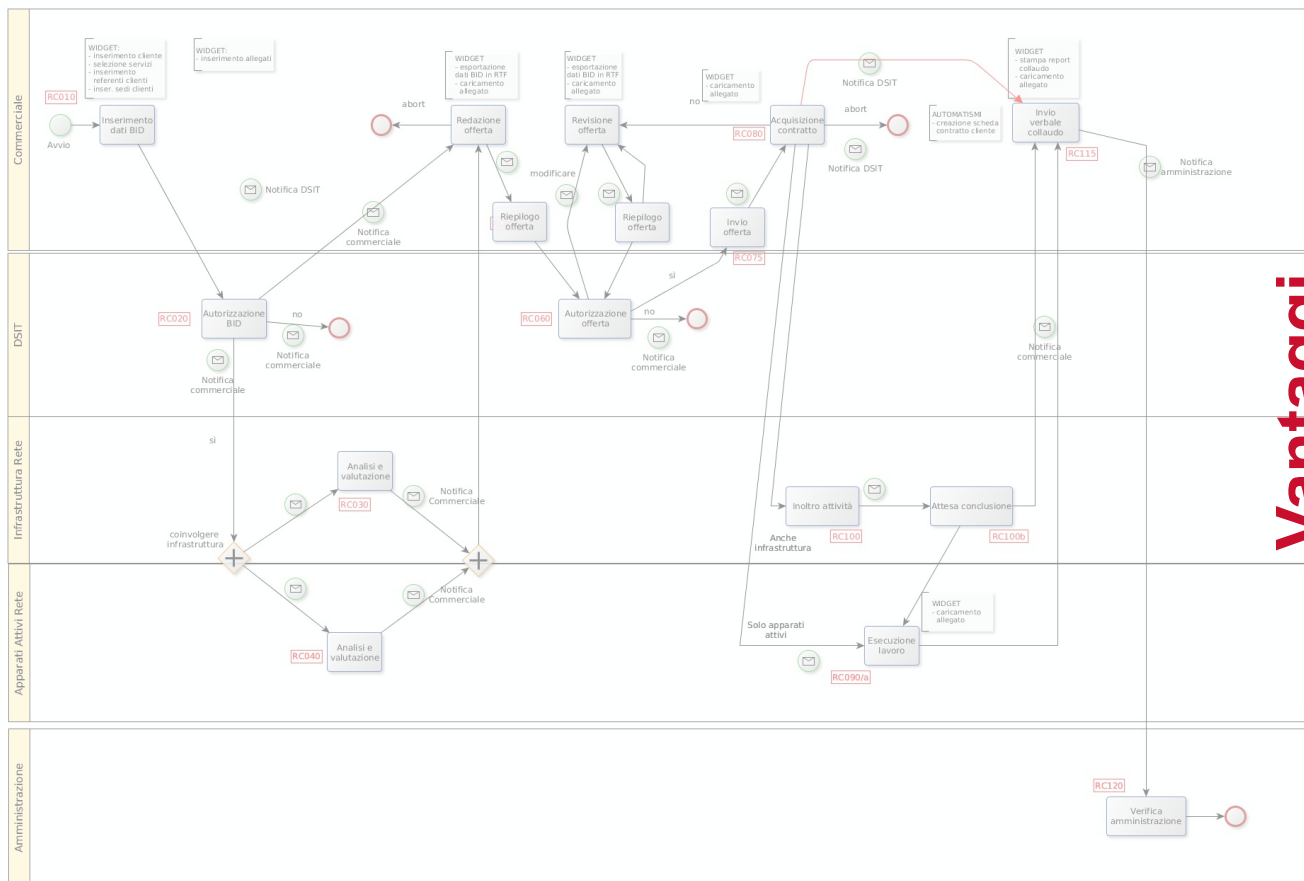 Commerciale
WIDGET:
- inserimento cliente
- selezione servizi
- inserimento
referenti clienti
- inser. sedi clienti
WIDGET:
- inserimento allegati
RC010
Avvio
Inserimento
dati BID
Notifica DSIT
Notifica
commerciale
abort
WIDGET
- esportazione
dati BID in RTF
- caricamento
allegato
Redazione
offerta
Riepilogo
offerta
WIDGET
- esportazione
dati BID in RTF
- caricamento
allegato
Revisione
offerta
modificare
Riepilogo
offerta
no
WIDGET
- caricamento
allegato
RC080
Acquisizione
contratto
Invio
offerta
RC075
Notifica DSIT
abort
Notifica DSIT
AUTOMATISMI
- creazione scheda
contratto cliente
WIDGET
- stampa report
collaudo
- caricamento
allegato
Invio
verbale
collaudo
RC115
Notifica
amministrazione
DSIT
RC020
Autorizzazione
BID
no
Notifica
commerciale
Notifica
commerciale
RC060
Autorizzazione
offerta
sì
no
Notifica
commerciale
Notifica
commerciale
Vantaggi
Infrastruttura Rete
sì
coinvolgere
infrastruttura
Analisi e
valutazione
RC030
Notifica
Commerciale
Inoltro attività
RC100
Anche
infrastruttura
Attesa conclusione
RC100b
Apparati Attivi Rete
RC040
Analisi e
valutazione
Notifica
Commerciale
Solo apparati
attivi
WIDGET
- caricamento
allegato
Esecuzione
lavoro
RC090/a
Amministrazione
RC120
Verifica
amministrazione